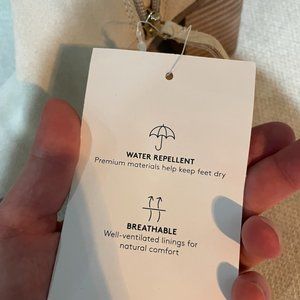 WATER REPELLENT
Premium materials help keep feet dry
BREATHABLE
Well-ventilated linings for
natural comfort